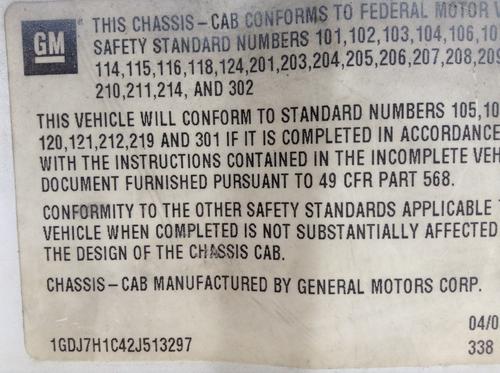 GM
THIS CHASSIS-CAB CONFORMS TO FEDERAL MOTOR
SAFETY STANDARD NUMBERS 101,102,103,104,106,10
114,115,116,118,124,201,203,204,205,206,207,208,209
210,211,214, AND 302
THIS VEHICLE WILL CONFORM TO STANDARD NUMBERS 105,10
120,121,212,219 AND 301 IF IT IS COMPLETED IN ACCORDANCE
WITH THE INSTRUCTIONS CONTAINED IN THE INCOMPLETE VEH
DOCUMENT FURNISHED PURSUANT TO 49 CFR PART 568.
CONFORMITY TO THE OTHER SAFETY STANDARDS APPLICABLE T
VEHICLE WHEN COMPLETED IS NOT SUBSTANTIALLY AFFECTED
THE DESIGN OF THE CHASSIS CAB.
CHASSIS-CAB MANUFACTURED BY GENERAL MOTORS CORP.
04/0
1GDJ7H1C42J513297
338